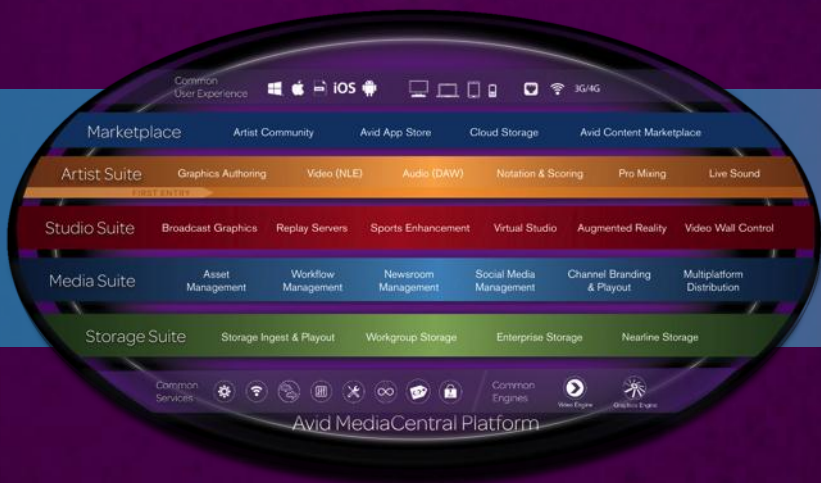 Common
User Experience
iOS
3G/4G
Marketplace Artist Community Avid App Store Cloud Storage Avid Content Marketplace
Artist Suite Graphics Authoring Video (NLE) Audio (DAW) Notation & Scoring Pro Mixing Live Sound
FIRST ENTRY
Studio Suite Broadcast Graphics Replay Servers Sports Enhancement Virtual Studio Augmented Reality Video Wall Control
Media Suite
Asset
Management
Workflow
Management
Newsroom
Management
Social Media
Management
Channel Branding
& Playout
Multiplatform
Distribution
Storage Suite Storage Ingest & Playout Workgroup Storage Enterprise Storage Nearline Storage
Common
Services
Common
Engines
Video Engine
Graphics Engine
Avid MediaCentral Platform